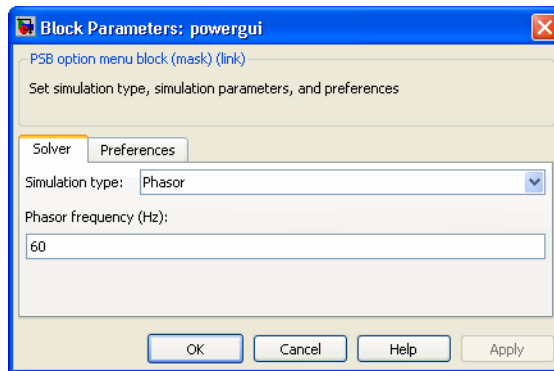 Block Parameters: powergui
PSB option menu block (mask) (link)
Set simulation type, simulation parameters, and preferences
Solver Preferences
Simulation type: Phasor
Phasor frequency (Hz):
60
OK Cancel Help Apply